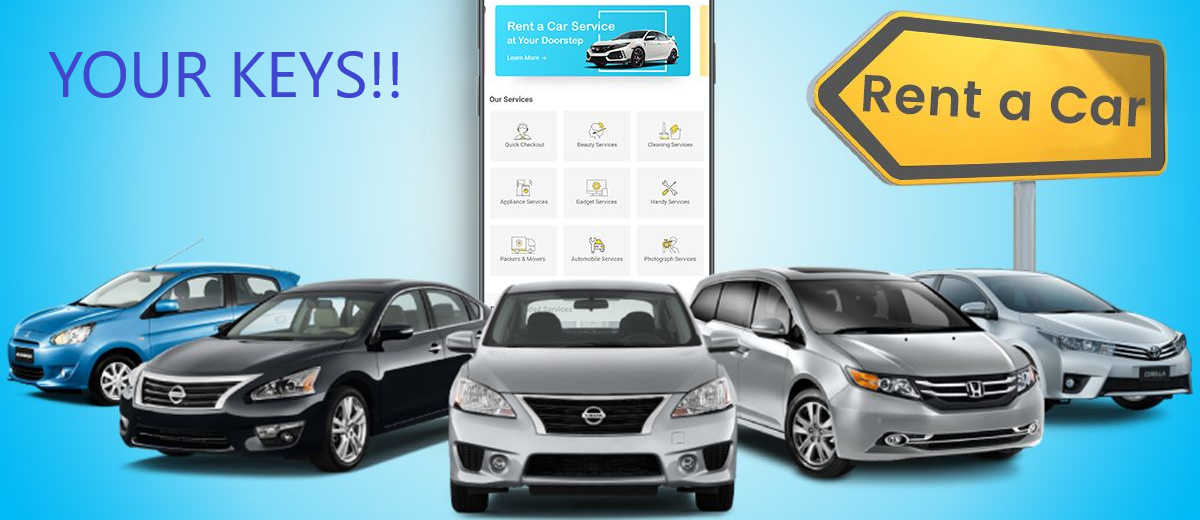 YOUR KEYS!!
Rent a Car Service
at Your Doorstep
Learn More →
Our Services
Quick Checkout
Beauty Services
Cleaning Services
Appliance Services
Gadget Services
Handy Services
Packers & Movers
Automobile Services
Photograph Services
Services
Rent a Car
COROLLA